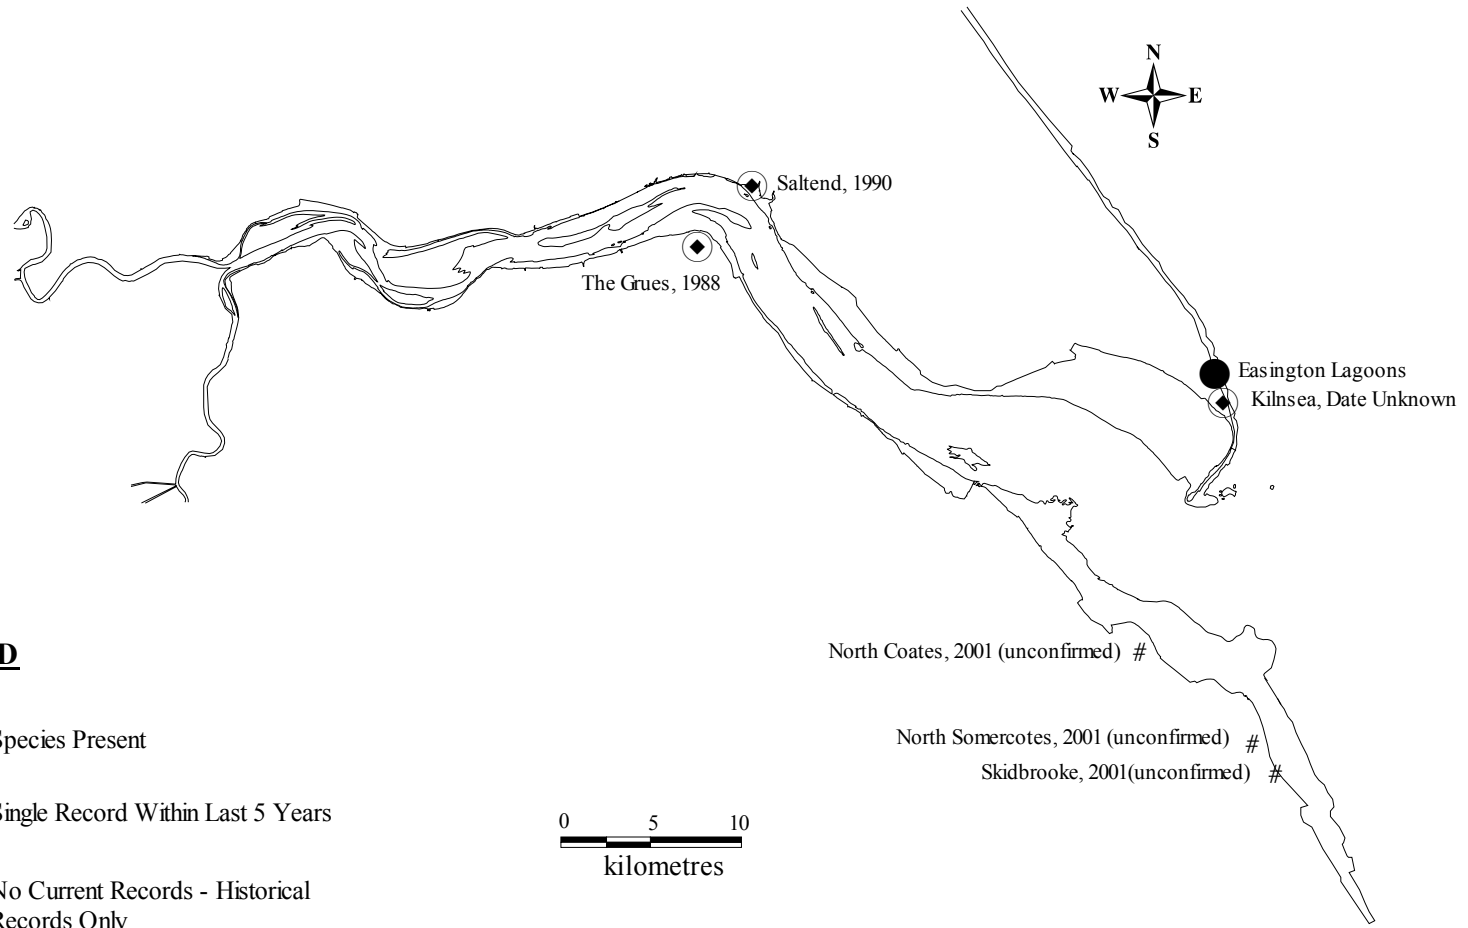 N
W E
S
Saltend, 1990
The Grues, 1988
Easington Lagoons
Kilnsea, Date Unknown
North Coates, 2001 (unconfirmed) #
D
North Somercotes, 2001 (unconfirmed) #
Species Present
Skidbrooke, 2001(unconfirmed) #
Single Record Within Last 5 Years
0 5 10
kilometres
No Current Records - Historical
Records Only